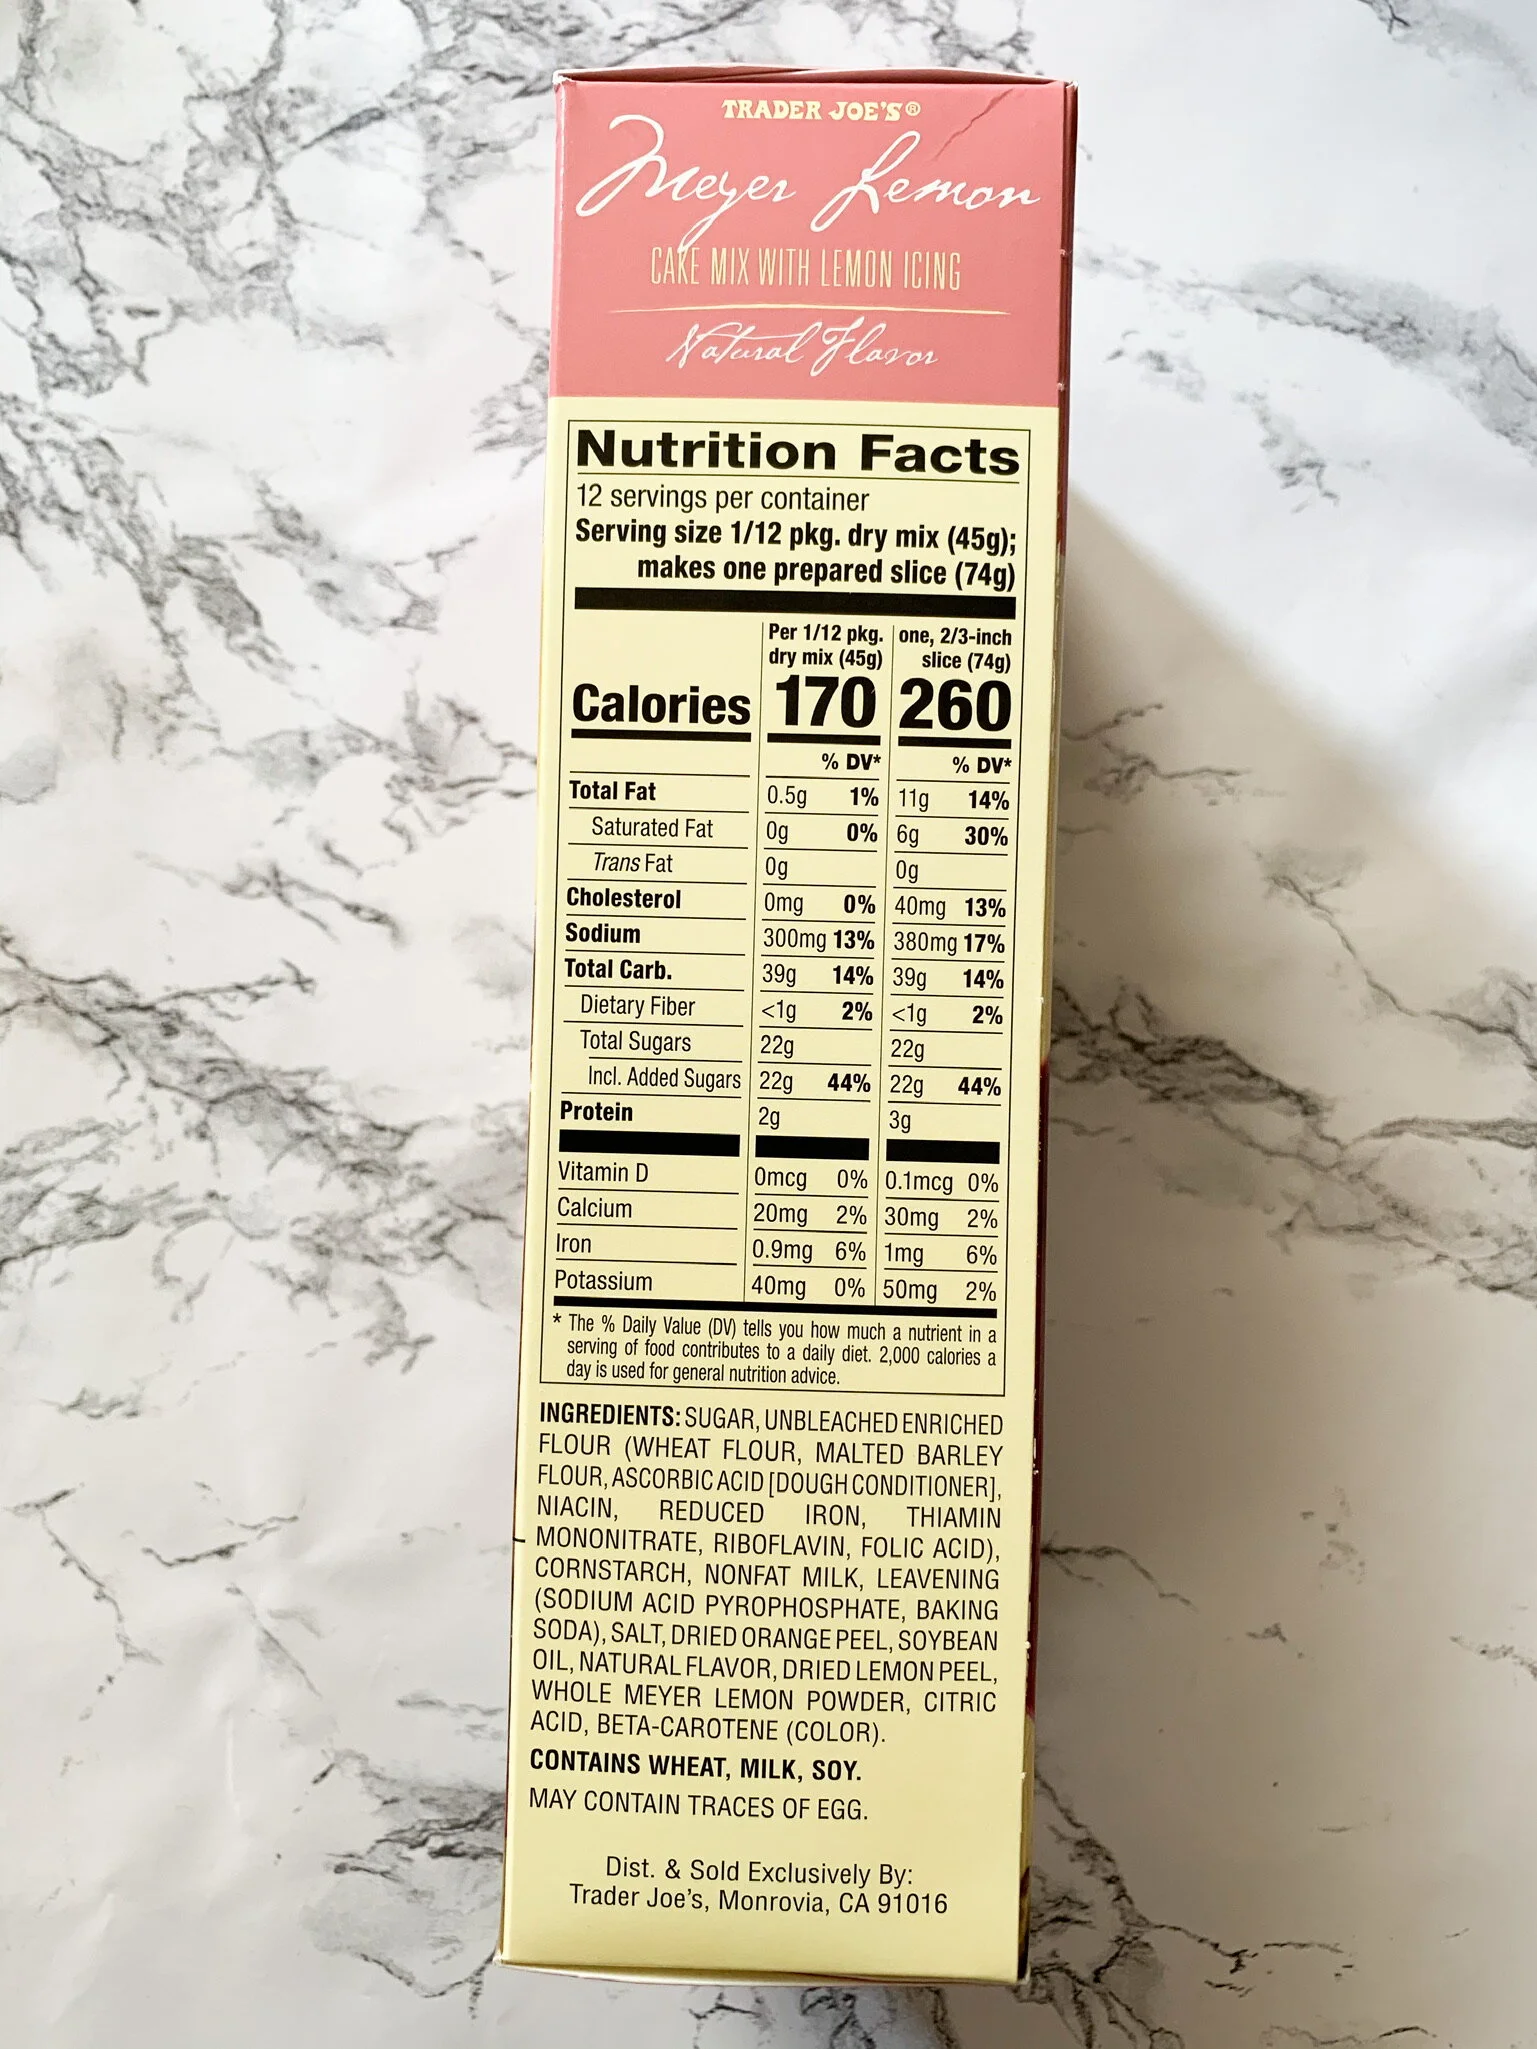 TRADER JOE'S®
Meyer Lemon
CAKE MIX WITH LEMON ICING
Natural Flavor
Nutrition Facts
12 servings per container
Serving size 1/12 pkg. dry mix (45g);
makes one prepared slice (74g)
Per 1/12 pkg. dry mix (45g) one, 2/3-inch slice (74g)
Calories 170 260
% DV* % DV*
Total Fat 0.5g 1% 11g 14%
Saturated Fat 0g 0% 6g 30%
Trans Fat 0g 0g
Cholesterol 0mg 0% 40mg 13%
Sodium 300mg 13% 380mg 17%
Total Carb. 39g 14% 39g 14%
Dietary Fiber <1g 2% <1g 2%
Total Sugars 22g 22g
Incl. Added Sugars 22g 44% 22g 44%
Protein 2g 3g
Vitamin D 0mcg 0% 0.1mcg 0%
Calcium 20mg 2% 30mg 2%
Iron 0.9mg 6% 1mg 6%
Potassium 40mg 0% 50mg 2%
* The % Daily Value (DV) tells you how much a nutrient in a
serving of food contributes to a daily diet. 2,000 calories a
day is used for general nutrition advice.
INGREDIENTS: SUGAR, UNBLEACHED ENRICHED
FLOUR (WHEAT FLOUR, MALTED BARLEY
FLOUR, ASCORBIC ACID [DOUGH CONDITIONER],
NIACIN, REDUCED IRON, THIAMIN
MONONITRATE, RIBOFLAVIN, FOLIC ACID),
CORNSTARCH, NONFAT MILK, LEAVENING
(SODIUM ACID PYROPHOSPHATE, BAKING
SODA), SALT, DRIED ORANGE PEEL, SOYBEAN
OIL, NATURAL FLAVOR, DRIED LEMON PEEL,
WHOLE MEYER LEMON POWDER, CITRIC
ACID, BETA-CAROTENE (COLOR).
CONTAINS WHEAT, MILK, SOY.
MAY CONTAIN TRACES OF EGG.
Dist. & Sold Exclusively By:
Trader Joe's, Monrovia, CA 91016